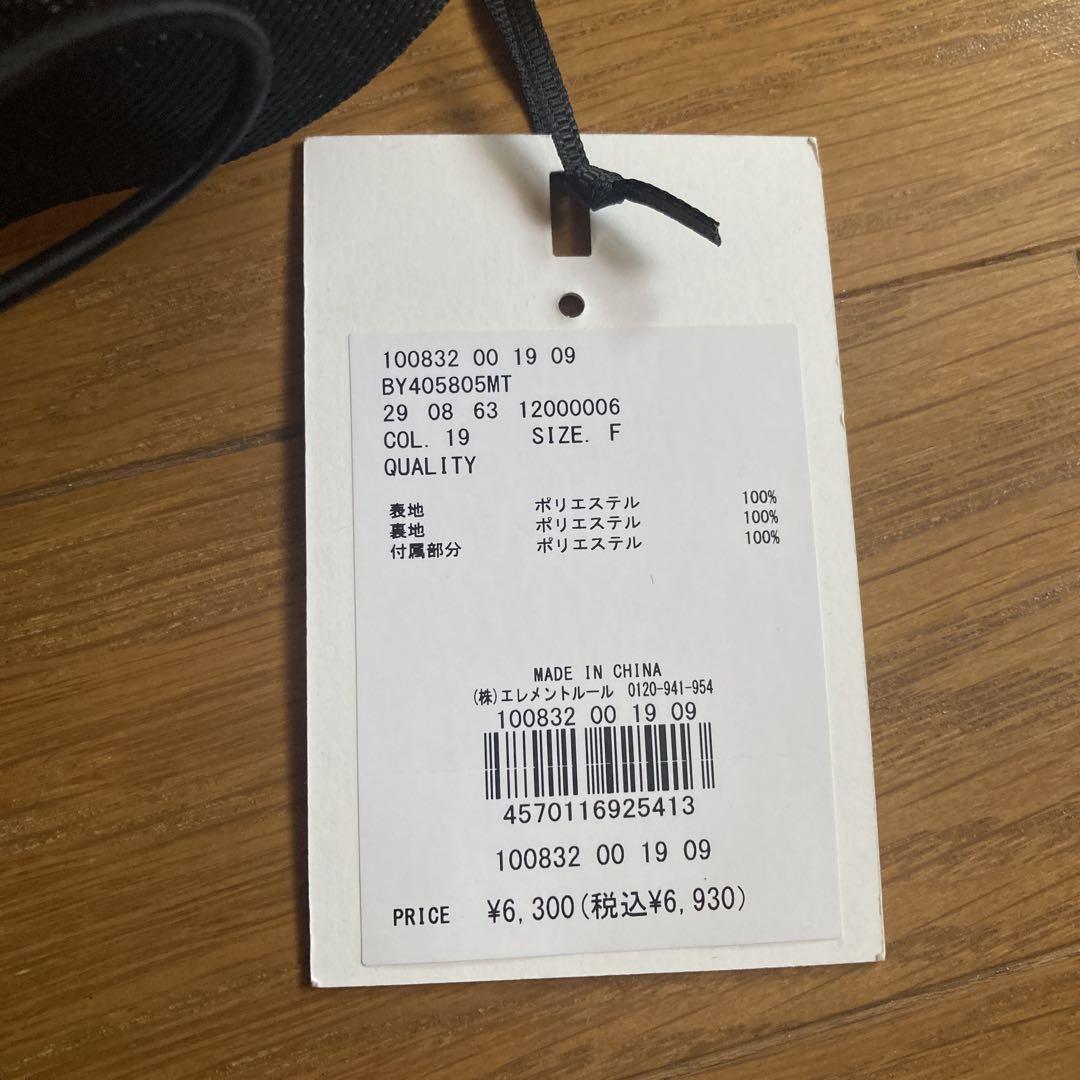 100832 00 19 09
BY405805MT
29 08 63 12000006
COL. 19 SIZE. F
QUALITY
表地 ポリエステル 100%
裏地 ポリエステル 100%
付属部分 ポリエステル 100%
MADE IN CHINA
(株)エレメントルール 0120-941-954
100832 00 19 09
4570116925413
100832 00 19 09
PRICE ¥6,300(税込¥6,930)